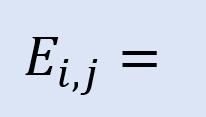 E_{i,j} =